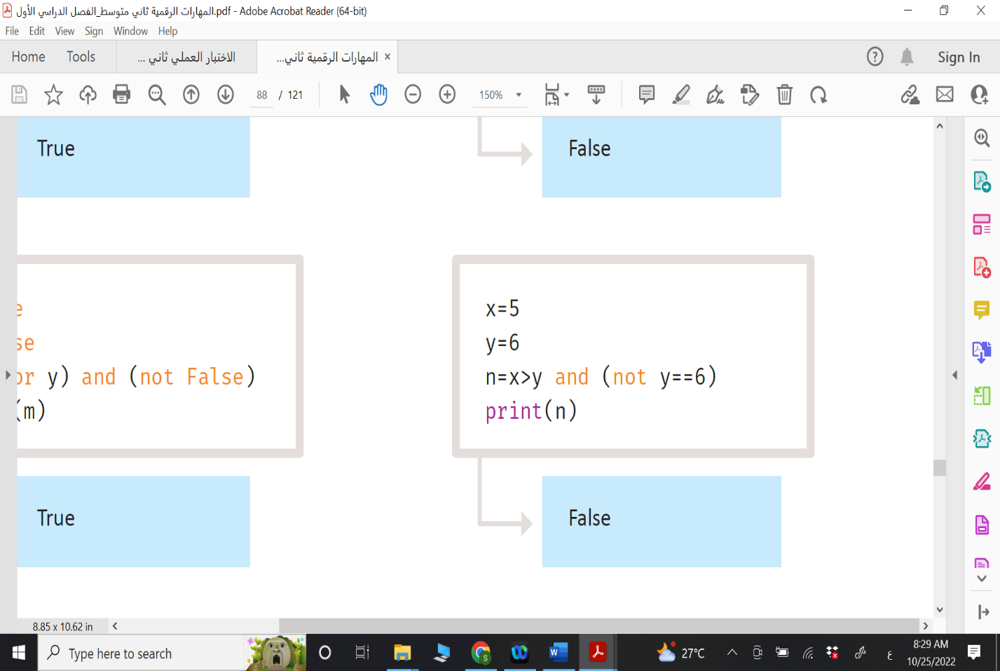 المهارات الرقمية ثاني متوسط_الفصل الدراسي الأول.pdf - Adobe Acrobat Reader (64-bit)
File Edit View Sign Window Help
Home Tools الاختبار العملي ثاني ... المهارات الرقمية ثاني... × Sign In
88 / 121 150%
True
False
e
se
or y) and (not False)
(m)
x=5
y=6
n=x>y and (not y==6)
print(n)
True
False
8.85 x 10.62 in
Type here to search
27°C
ع
8:29 AM
10/25/2022